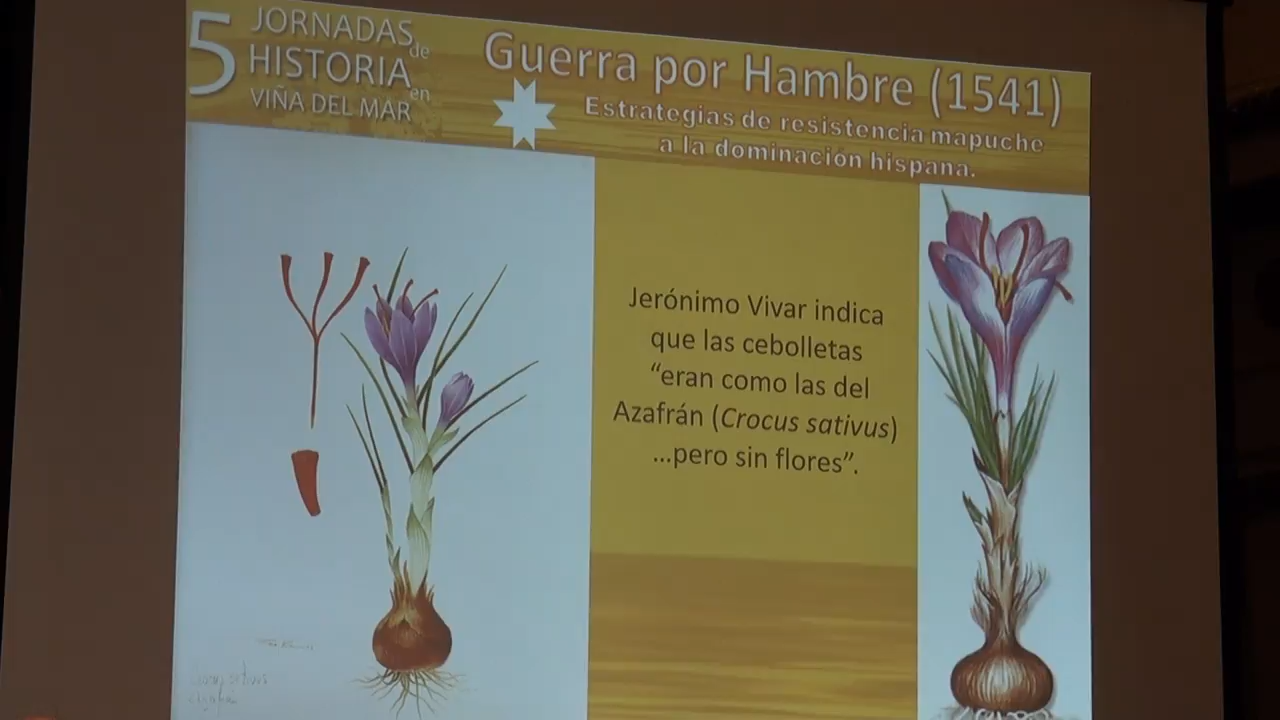 5 JORNADAS de
HISTORIA en
VIÑA DEL MAR
Guerra por Hambre (1541)
Estrategias de resistencia mapuche
a la dominación hispana.
Jerónimo Vivar indica
que las cebolletas
“eran como las del
Azafrán (Crocus sativus)
...pero sin flores”.